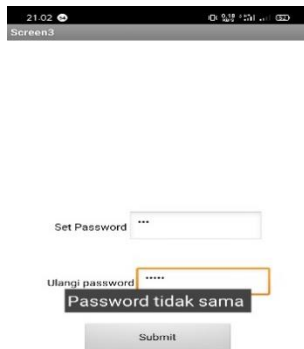 21.02
Screen3
Set Password •••
Ulangi password •••••
Password tidak sama
Submit